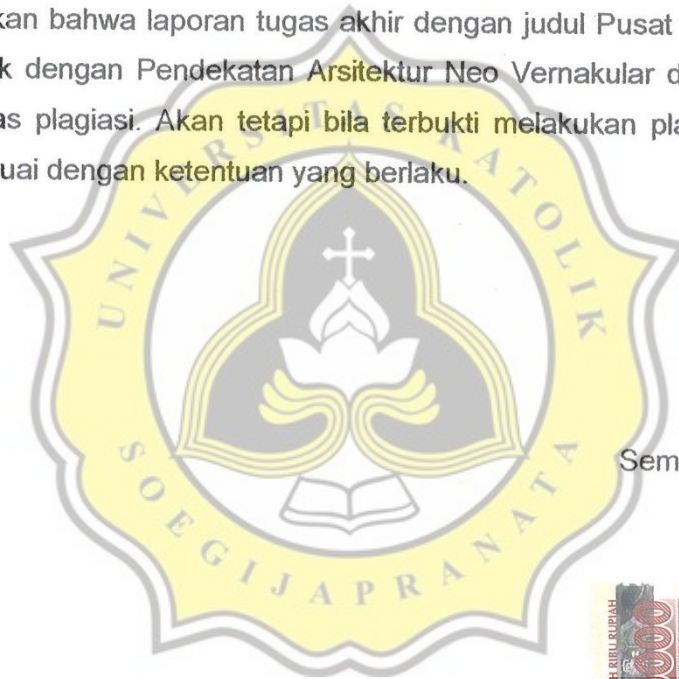 kan bahwa laporan tugas akhir dengan judul Pusat
k dengan Pendekatan Arsitektur Neo Vernakular d
as plagiasi. Akan tetapi bila terbukti melakukan pla
uai dengan ketentuan yang berlaku.
UNIVERSITAS KATOLIK
SOEGIJAPRANATA
Sem
H RIBU RUPIAH
000